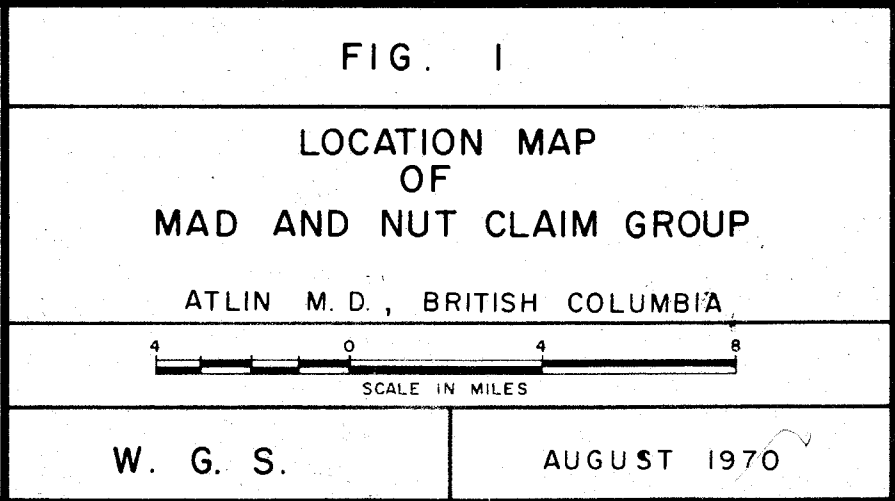 FIG. 1
LOCATION MAP
OF
MAD AND NUT CLAIM GROUP
ATLIN M.D., BRITISH COLUMBIA
4 0 4 8
SCALE IN MILES
W. G. S.
AUGUST 1970